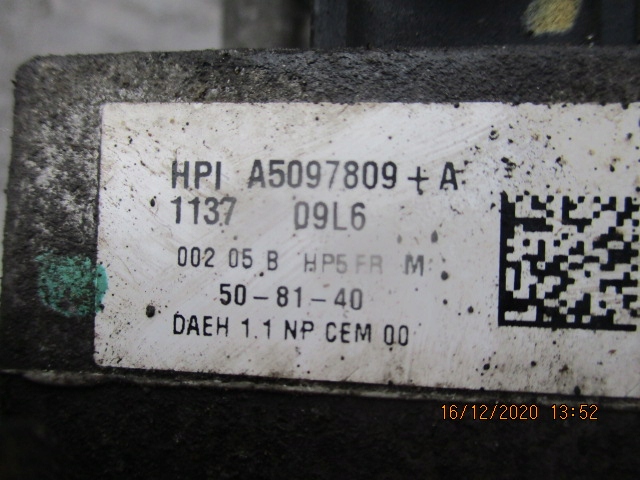 HPI A5097809+A
1137 09L6
002 05 B HP5 FR M
50-81-40
DAEH 1.1 NP CEM 00
16/12/2020 13:52